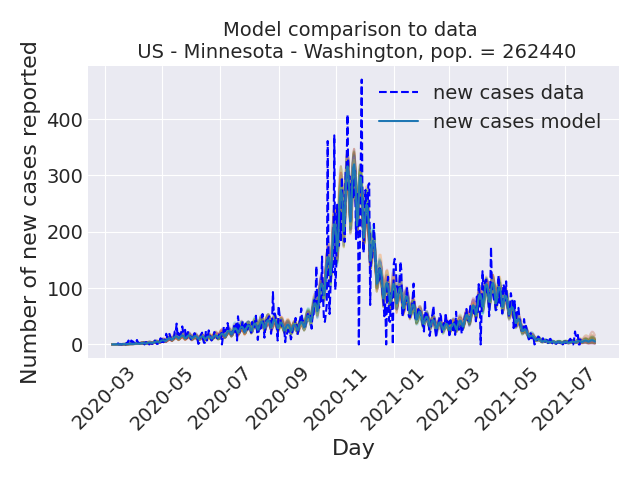 Model comparison to data
US - Minnesota - Washington, pop. = 262440
new cases data
new cases model
Number of new cases reported
400
300
200
100
0
2020-03
2020-05
2020-07
2020-09
2020-11
2021-01
2021-03
2021-05
2021-07
Day